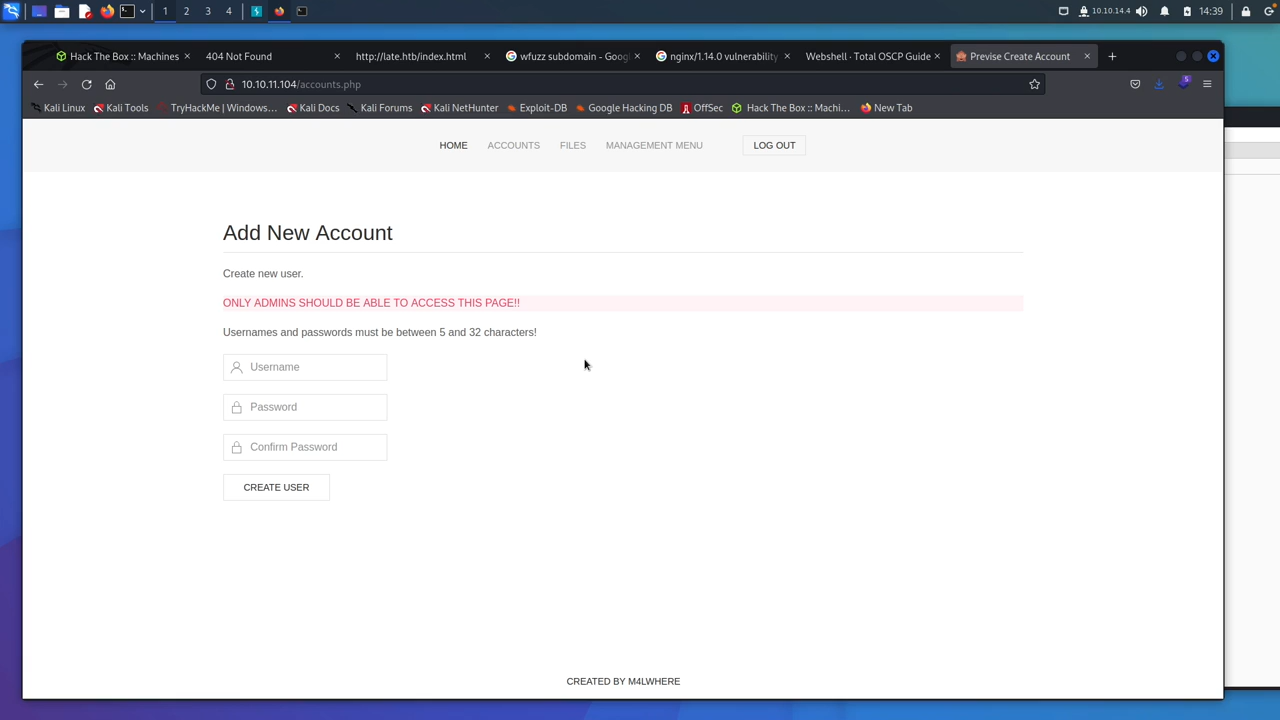 1 2 3 4 10.10.14.4 14:39
Hack The Box :: Machines 404 Not Found http://late.htb/index.html wfuzz subdomain - Goog nginx/1.14.0 vulnerability Webshell · Total OSCP Guide Previse Create Account
10.10.11.104/accounts.php 5
Kali Linux Kali Tools TryHackMe | Windows... Kali Docs Kali Forums Kali NetHunter Exploit-DB Google Hacking DB OffSec Hack The Box :: Machi... New Tab
HOME ACCOUNTS FILES MANAGEMENT MENU LOG OUT
Add New Account
Create new user.
ONLY ADMINS SHOULD BE ABLE TO ACCESS THIS PAGE!!
Usernames and passwords must be between 5 and 32 characters!
Username
Password
Confirm Password
CREATE USER
CREATED BY M4LWHERE